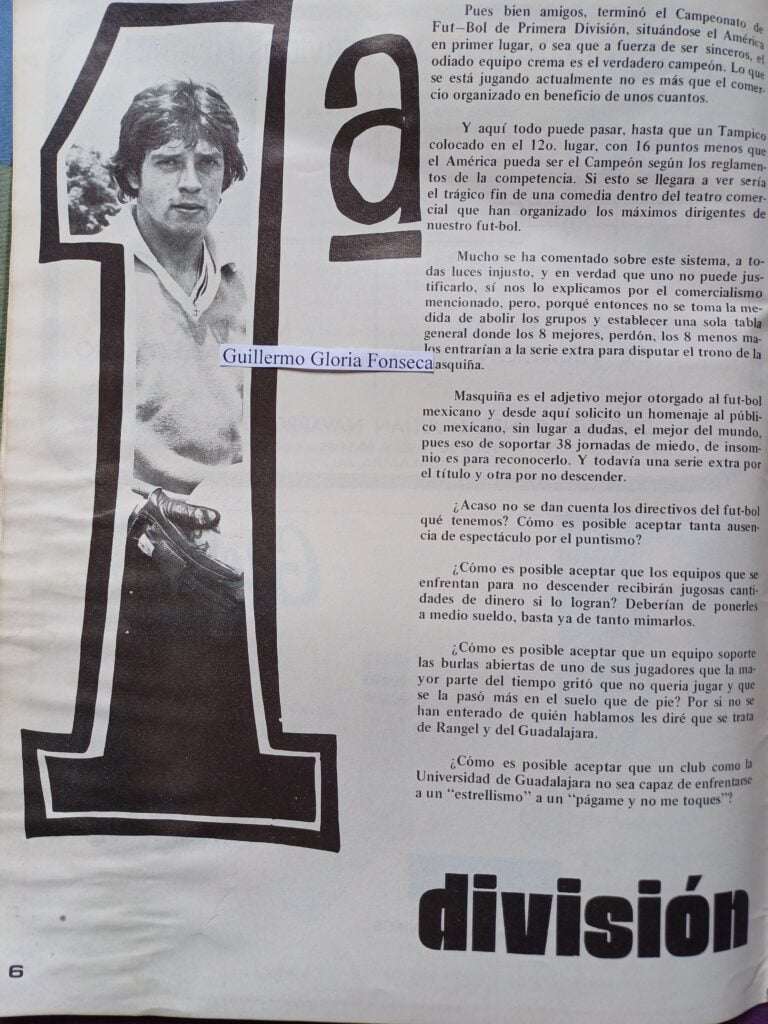 1a
Pues bien amigos, terminó el Campeonato de
Fut—Bol de Primera División, situándose el América
en primer lugar, o sea que a fuerza de ser sinceros, el
odiado equipo crema es el verdadero campeón. Lo que
se está jugando actualmente no es más que el comer-
cio organizado en beneficio de unos cuantos.
Y aquí todo puede pasar, hasta que un Tampico
colocado en el 12o. lugar, con 16 puntos menos que
el América pueda ser el Campeón según los reglamen-
tos de la competencia. Si esto se llegara a ver sería
el trágico fin de una comedia dentro del teatro comer-
cial que han organizado los máximos dirigentes de
nuestro fut-bol.
Mucho se ha comentado sobre este sistema, a to-
das luces injusto, y en verdad que uno no puede jus-
tificarlo, sí nos lo explicamos por el comercialismo
mencionado, pero, porqué entonces no se toma la me-
dida de abolir los grupos y establecer una sola tabla
general donde los 8 mejores, perdón, los 8 menos ma-
los entrarían a la serie extra para disputar el trono de la
Guillermo Gloria Fonseca
asquiña.
Masquiña es el adjetivo mejor otorgado al fut-bol
mexicano y desde aquí solicito un homenaje al públi-
co mexicano, sin lugar a dudas, el mejor del mundo,
pues eso de soportar 38 jornadas de miedo, de insom-
nio es para reconocerlo. Y todavía una serie extra por
el título y otra por no descender.
¿Acaso no se dan cuenta los directivos del fut-bol
qué tenemos? Cómo es posible aceptar tanta ausen-
cia de espectáculo por el puntismo?
¿Cómo es posible aceptar que los equipos que se
enfrentan para no descender recibirán jugosas canti-
dades de dinero si lo logran? Deberían de ponerles
a medio sueldo, basta ya de tanto mimarlos.
¿Cómo es posible aceptar que un equipo soporte
las burlas abiertas de uno de sus jugadores que la ma-
yor parte del tiempo gritó que no queria jugar y que
se la pasó más en el suelo que de pie? Por si no se
han enterado de quién hablamos les diré que se trata
de Rangel y del Guadalajara.
¿Cómo es posible aceptar que un club como la
Universidad de Guadalajara no sea capaz de enfrentarse
a un "estrellismo" a un "págame y no me toques"?
división
6